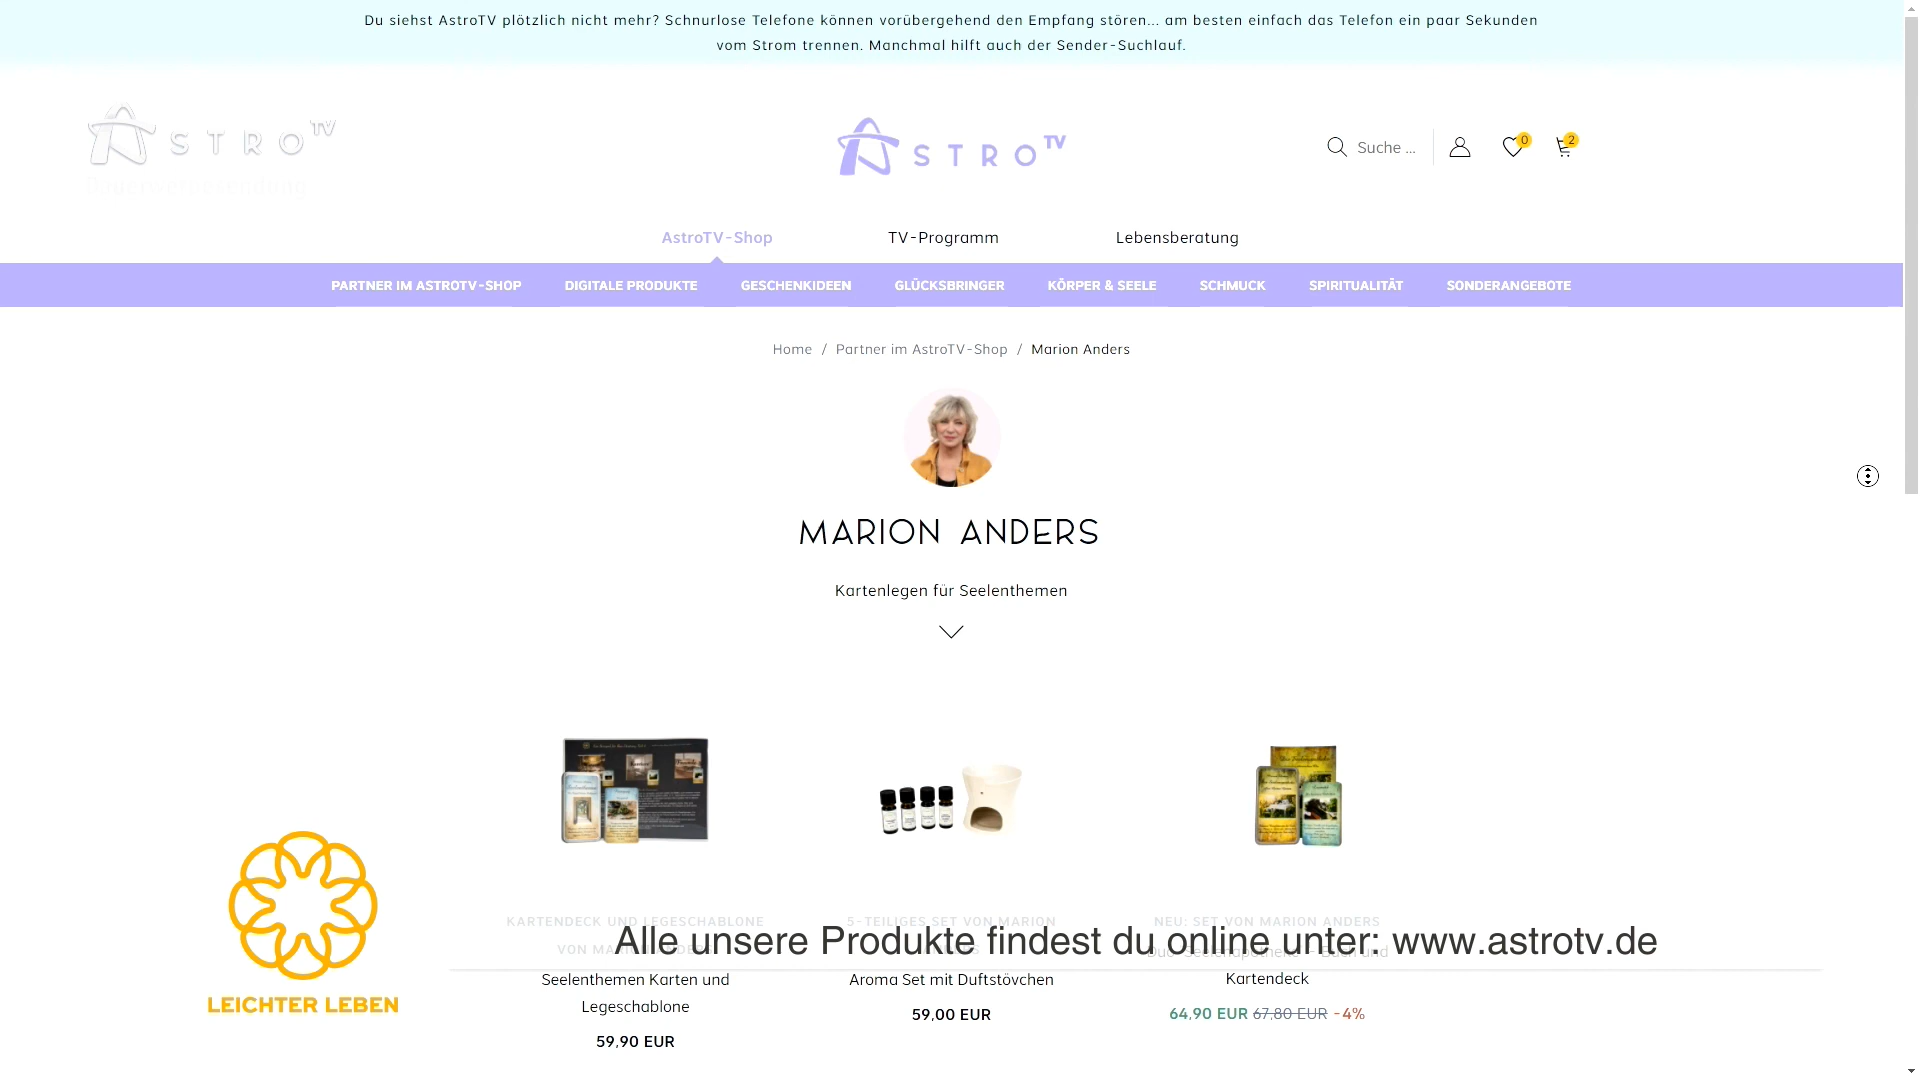 Du siehst AstroTV plötzlich nicht mehr? Schnurlose Telefone können vorübergehend den Empfang stören... am besten einfach das Telefon ein paar Sekunden
vom Strom trennen. Manchmal hilft auch der Sender-Suchlauf.
ASTRO TV
ASTRO TV
Suche ...
0
2
AstroTV-Shop
TV-Programm
Lebensberatung
PARTNER IM ASTROTV-SHOP
DIGITALE PRODUKTE
GESCHENKIDEEN
GLÜCKSBRINGER
KÖRPER & SEELE
SCHMUCK
SPIRITUALITÄT
SONDERANGEBOTE
Home / Partner im AstroTV-Shop / Marion Anders
MARION ANDERS
Kartenlegen für Seelenthemen
KARTENDECK UND LEGESCHABLONE
5-TEILIGES SET VON MARION
NEU: SET VON MARION ANDERS
Alle unsere Produkte findest du online unter: www.astrotv.de
Seelenthemen Karten und
Legeschablone
59,90 EUR
Aroma Set mit Duftstövchen
59,00 EUR
Kartendeck
64,90 EUR 67,80 EUR -4%
LEICHTER LEBEN